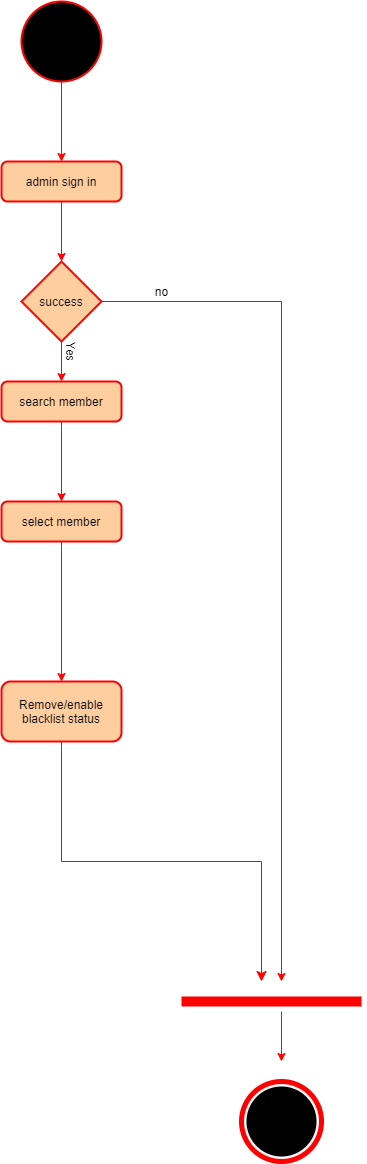 admin sign in
success
no
Yes
search member
select member
Remove/enable
blacklist status